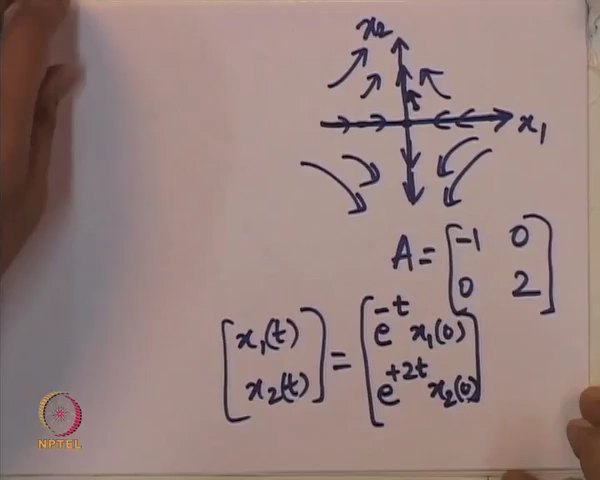 x₂
x₁
A = [-1 0
0 2]
[x₁(t)
x₂(t)] = [e^{-t} x₁(0)
e^{+2t} x₂(0)]
NPTEL